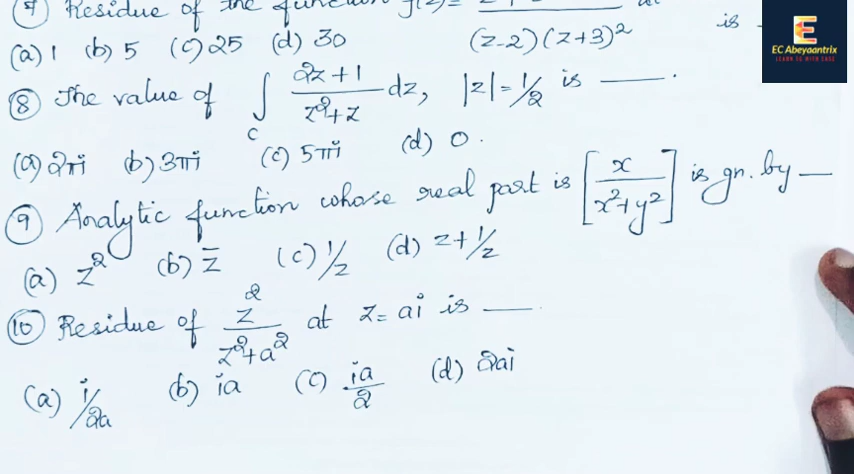 ⑦ Residue of the function f(z) = 
(z-2)(z+3)² is
(a) 1 (b) 5 (c) 25 (d) 30
EC Abeyaantrix
LEARN EC WITH EASE
⑧ The value of ∫c (2z+1)/(z²+z) dz, |z|=1/2 is ___.
(a) 2πi (b) 3πi (c) 5πi (d) 0.
⑨ Analytic function whose real part is [x/(x²+y²)] is gn. by —
(a) z² (b) z̄ (c) 1/z (d) z+1/z
⑩ Residue of z²/(z²+a²) at z=ai is ___.
(a) i/2a (b) ia (c) ia/2 (d) 2ai